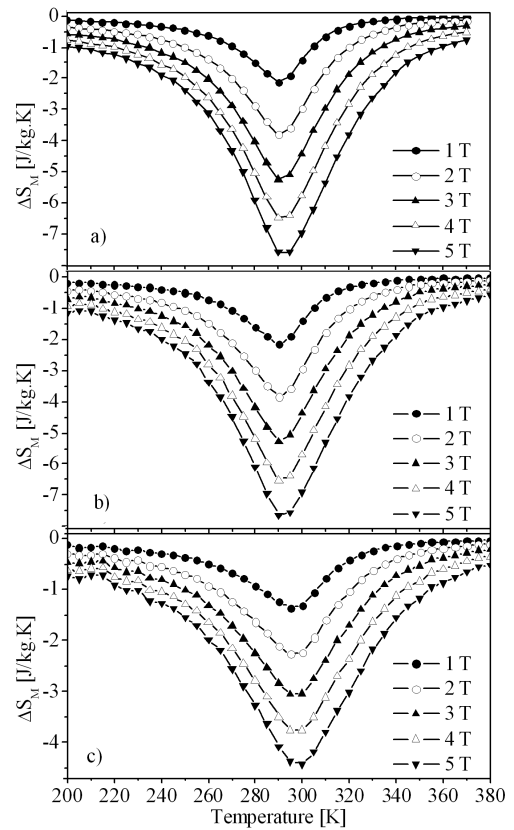 0
-1
-2
-3
-4
-5
-6
-7
ΔS_M [J/kg.K]
a)
1 T
2 T
3 T
4 T
5 T
0
-1
-2
-3
-4
-5
-6
-7
ΔS_M [J/kg.K]
b)
1 T
2 T
3 T
4 T
5 T
0
-1
-2
-3
-4
ΔS_M [J/kg.K]
c)
1 T
2 T
3 T
4 T
5 T
200 220 240 260 280 300 320 340 360 380
Temperature [K]